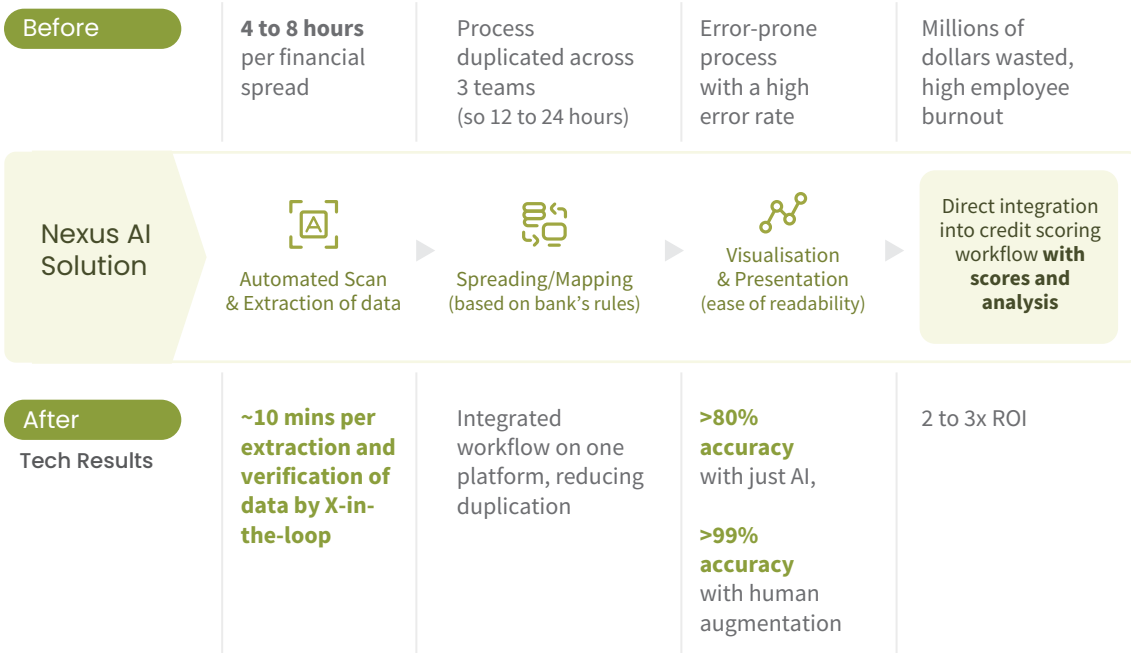 Before
4 to 8 hours
per financial
spread
Process
duplicated across
3 teams
(so 12 to 24 hours)
Error-prone
process
with a high
error rate
Millions of
dollars wasted,
high employee
burnout
Nexus AI
Solution
A
Automated Scan
& Extraction of data
Spreading/Mapping
(based on bank’s rules)
Visualisation
& Presentation
(ease of readability)
Direct integration
into credit scoring
workflow with
scores and
analysis
After
Tech Results
~10 mins per
extraction and
verification of
data by X-in-
the-loop
Integrated
workflow on one
platform, reducing
duplication
>80%
accuracy
with just AI,
>99%
accuracy
with human
augmentation
2 to 3x ROI